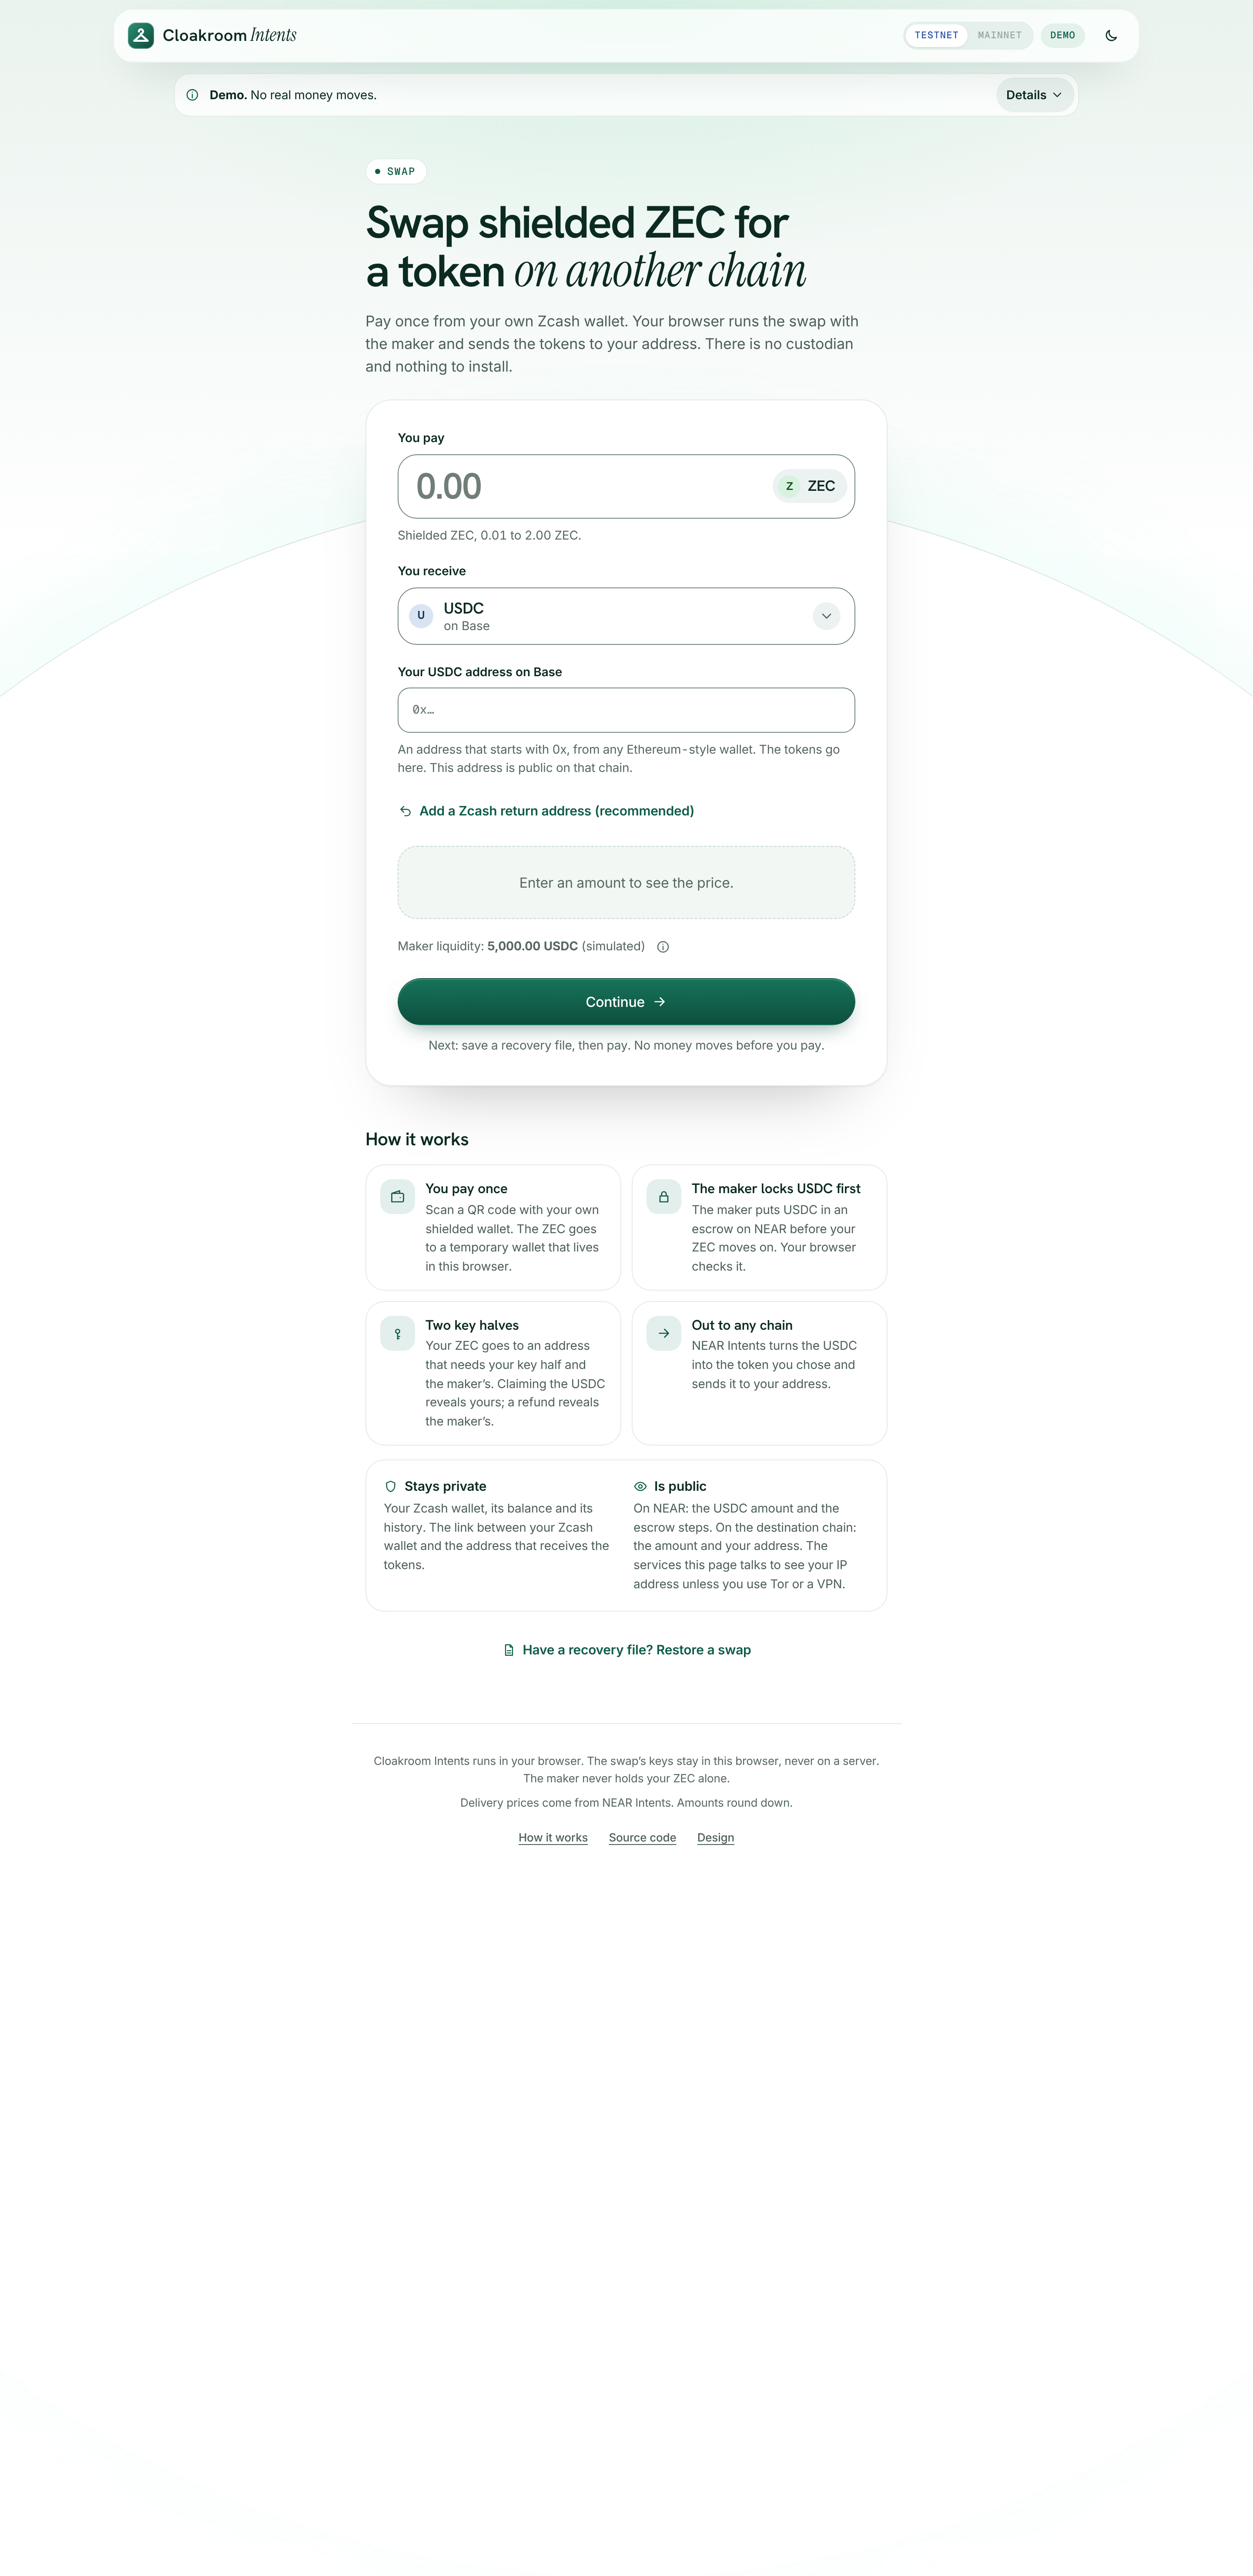 Cloakroom Intents
TESTNET MAINNET DEMO
Demo. No real money moves.
Details
SWAP
Swap shielded ZEC for
a token on another chain
Pay once from your own Zcash wallet. Your browser runs the swap with
the maker and sends the tokens to your address. There is no custodian
and nothing to install.
You pay
0.00
Z ZEC
Shielded ZEC, 0.01 to 2.00 ZEC.
You receive
U
USDC
on Base
Your USDC address on Base
0x…
An address that starts with 0x, from any Ethereum-style wallet. The tokens go
here. This address is public on that chain.
Add a Zcash return address (recommended)
Enter an amount to see the price.
Maker liquidity: 5,000.00 USDC (simulated)
Continue
Next: save a recovery file, then pay. No money moves before you pay.
How it works
You pay once
Scan a QR code with your own
shielded wallet. The ZEC goes
to a temporary wallet that lives
in this browser.
The maker locks USDC first
The maker puts USDC in an
escrow on NEAR before your
ZEC moves on. Your browser
checks it.
Two key halves
Your ZEC goes to an address
that needs your key half and
the maker’s. Claiming the USDC
reveals yours; a refund reveals
the maker’s.
Out to any chain
NEAR Intents turns the USDC
into the token you chose and
sends it to your address.
Stays private
Your Zcash wallet, its balance and its
history. The link between your Zcash
wallet and the address that receives the
tokens.
Is public
On NEAR: the USDC amount and the
escrow steps. On the destination chain:
the amount and your address. The
services this page talks to see your IP
address unless you use Tor or a VPN.
Have a recovery file? Restore a swap
Cloakroom Intents runs in your browser. The swap’s keys stay in this browser, never on a server.
The maker never holds your ZEC alone.
Delivery prices come from NEAR Intents. Amounts round down.
How it works Source code Design